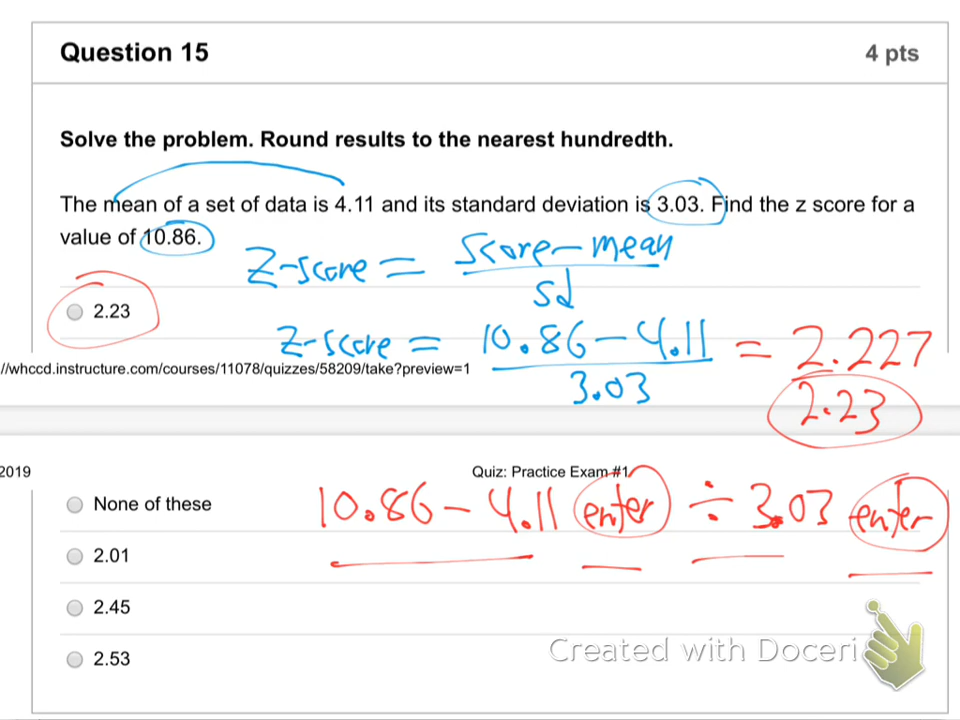 Question 15 4 pts
Solve the problem. Round results to the nearest hundredth.
The mean of a set of data is 4.11 and its standard deviation is 3.03. Find the z score for a
value of 10.86.
z-score = score - mean
sd
2.23
z-score = 10.86 - 4.11 = 2.227
3.03
2.23
//whccd.instructure.com/courses/11078/quizzes/58209/take?preview=1
2019 Quiz: Practice Exam #1
None of these
10.86 - 4.11 enter ÷ 3.03 enter
2.01
2.45
2.53
Created with Doceri